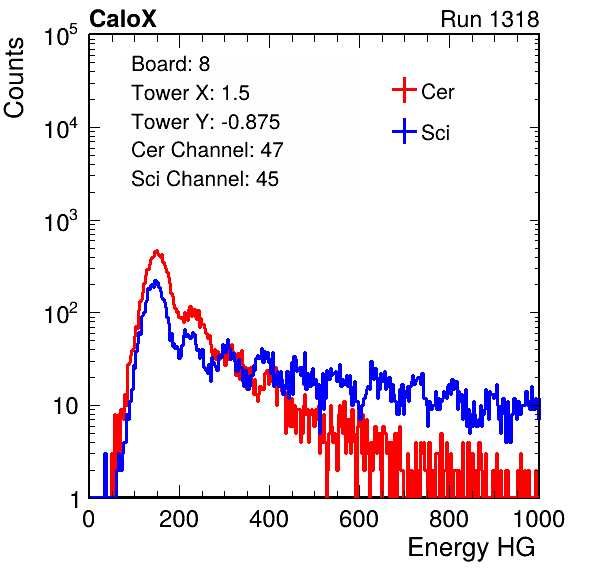 CaloX Run 1318
Counts
Board: 8
Tower X: 1.5
Tower Y: -0.875
Cer Channel: 47
Sci Channel: 45
Cer
Sci
10^5
10^4
10^3
10^2
10
1
0 200 400 600 800 1000
Energy HG